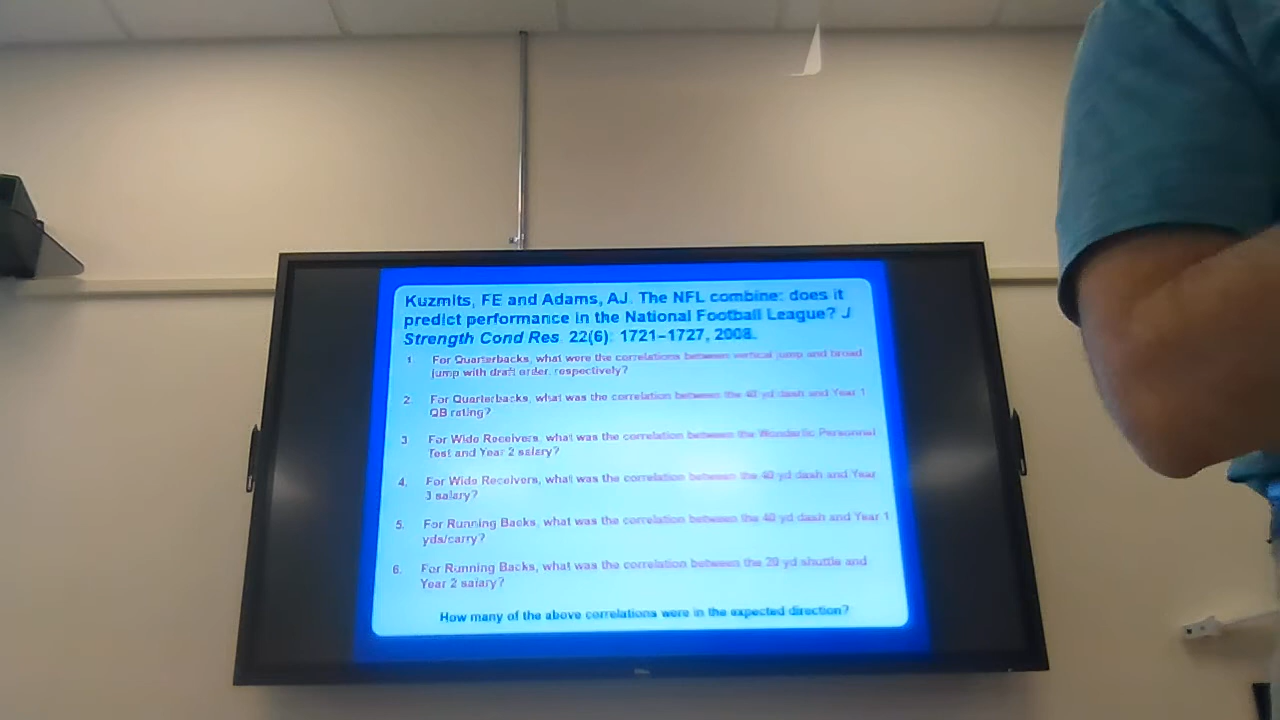 Kuzmits, FE and Adams, AJ. The NFL combine: does it
predict performance in the National Football League? J
Strength Cond Res 22(6): 1721–1727, 2008.
1. For Quarterbacks, what were the correlations between vertical jump and broad
jump with draft order, respectively?
2. For Quarterbacks, what was the correlation between the 40 yd dash and Year 1
QB rating?
3 For Wide Receivers, what was the correlation between the Wonderlic Personnel
Test and Year 2 salary?
4. For Wide Receivers, what was the correlation between the 40 yd dash and Year
3 salary?
5. For Running Backs, what was the correlation between the 40 yd dash and Year 1
yds/carry?
6. For Running Backs, what was the correlation between the 20 yd shuttle and
Year 2 salary?
How many of the above correlations were in the expected direction?